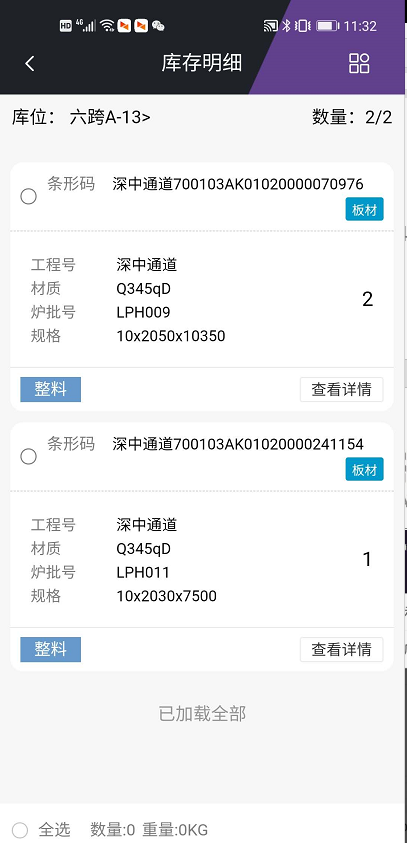 HD 4G 11:32
库存明细
库位： 六跨A-13> 数量：2/2
条形码 深中通道700103AK01020000070976
板材
工程号 深中通道
材质 Q345qD
炉批号 LPH009
规格 10x2050x10350
2
整料 查看详情
条形码 深中通道700103AK01020000241154
板材
工程号 深中通道
材质 Q345qD
炉批号 LPH011
规格 10x2030x7500
1
整料 查看详情
已加载全部
全选 数量:0 重量:0KG